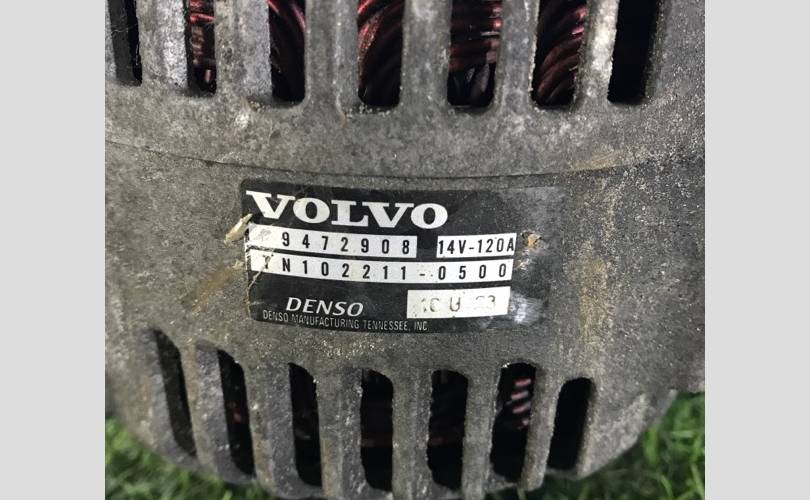 VOLVO
9472908 14V-120A
N102211-0500
DENSO
DENSO MANUFACTURING TENNESSEE, INC